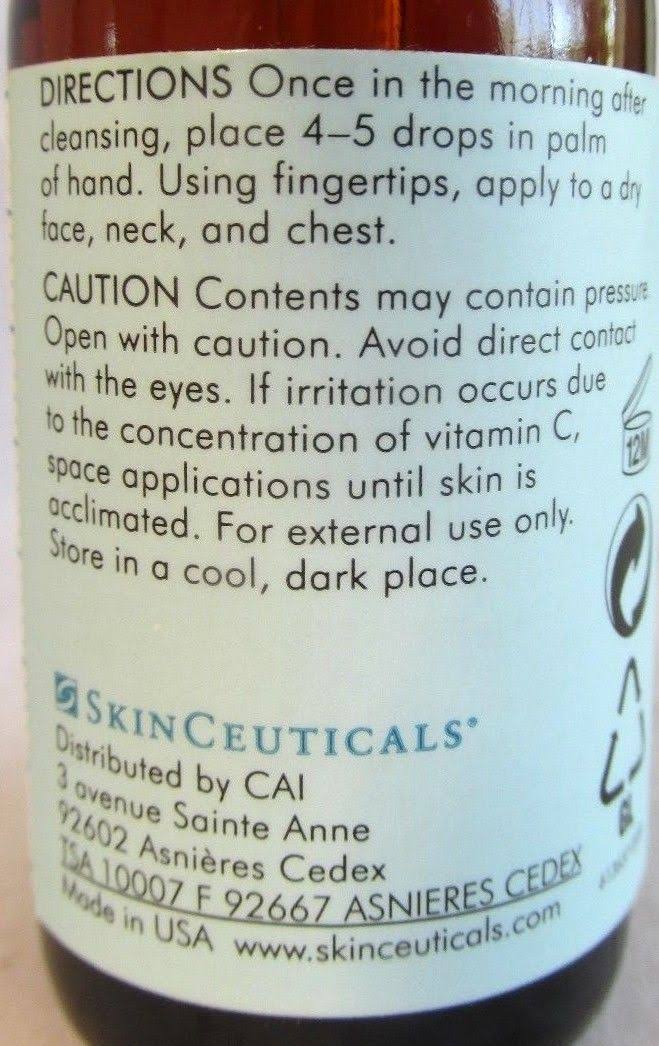 DIRECTIONS Once in the morning after
cleansing, place 4–5 drops in palm
of hand. Using fingertips, apply to a dry
face, neck, and chest.
CAUTION Contents may contain pressure
Open with caution. Avoid direct contact
with the eyes. If irritation occurs due
to the concentration of vitamin C,
space applications until skin is
acclimated. For external use only.
Store in a cool, dark place.
12M
GL
SKINCEUTICALS®
Distributed by CAI
3 avenue Sainte Anne
92602 Asnières Cedex
TSA 10007 F 92667 ASNIERES CEDEX
Made in USA www.skinceuticals.com